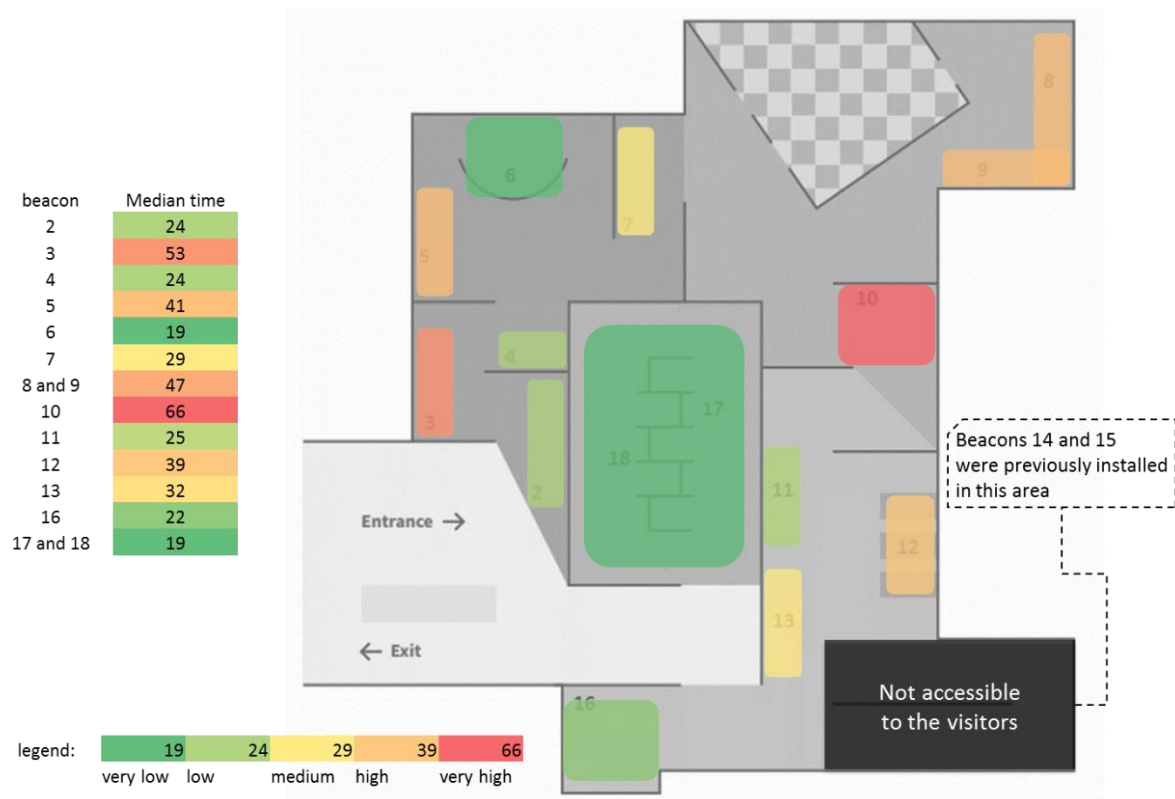 beacon Median time
2 24
3 53
4 24
5 41
6 19
7 29
8 and 9 47
10 66
11 25
12 39
13 32
16 22
17 and 18 19
8
9
6
7
5
10
4
3
17
18
2
11
12
13
Entrance →
← Exit
16
Beacons 14 and 15
were previously installed
in this area
Not accessible
to the visitors
legend: 19 24 29 39 66
very low low medium high very high